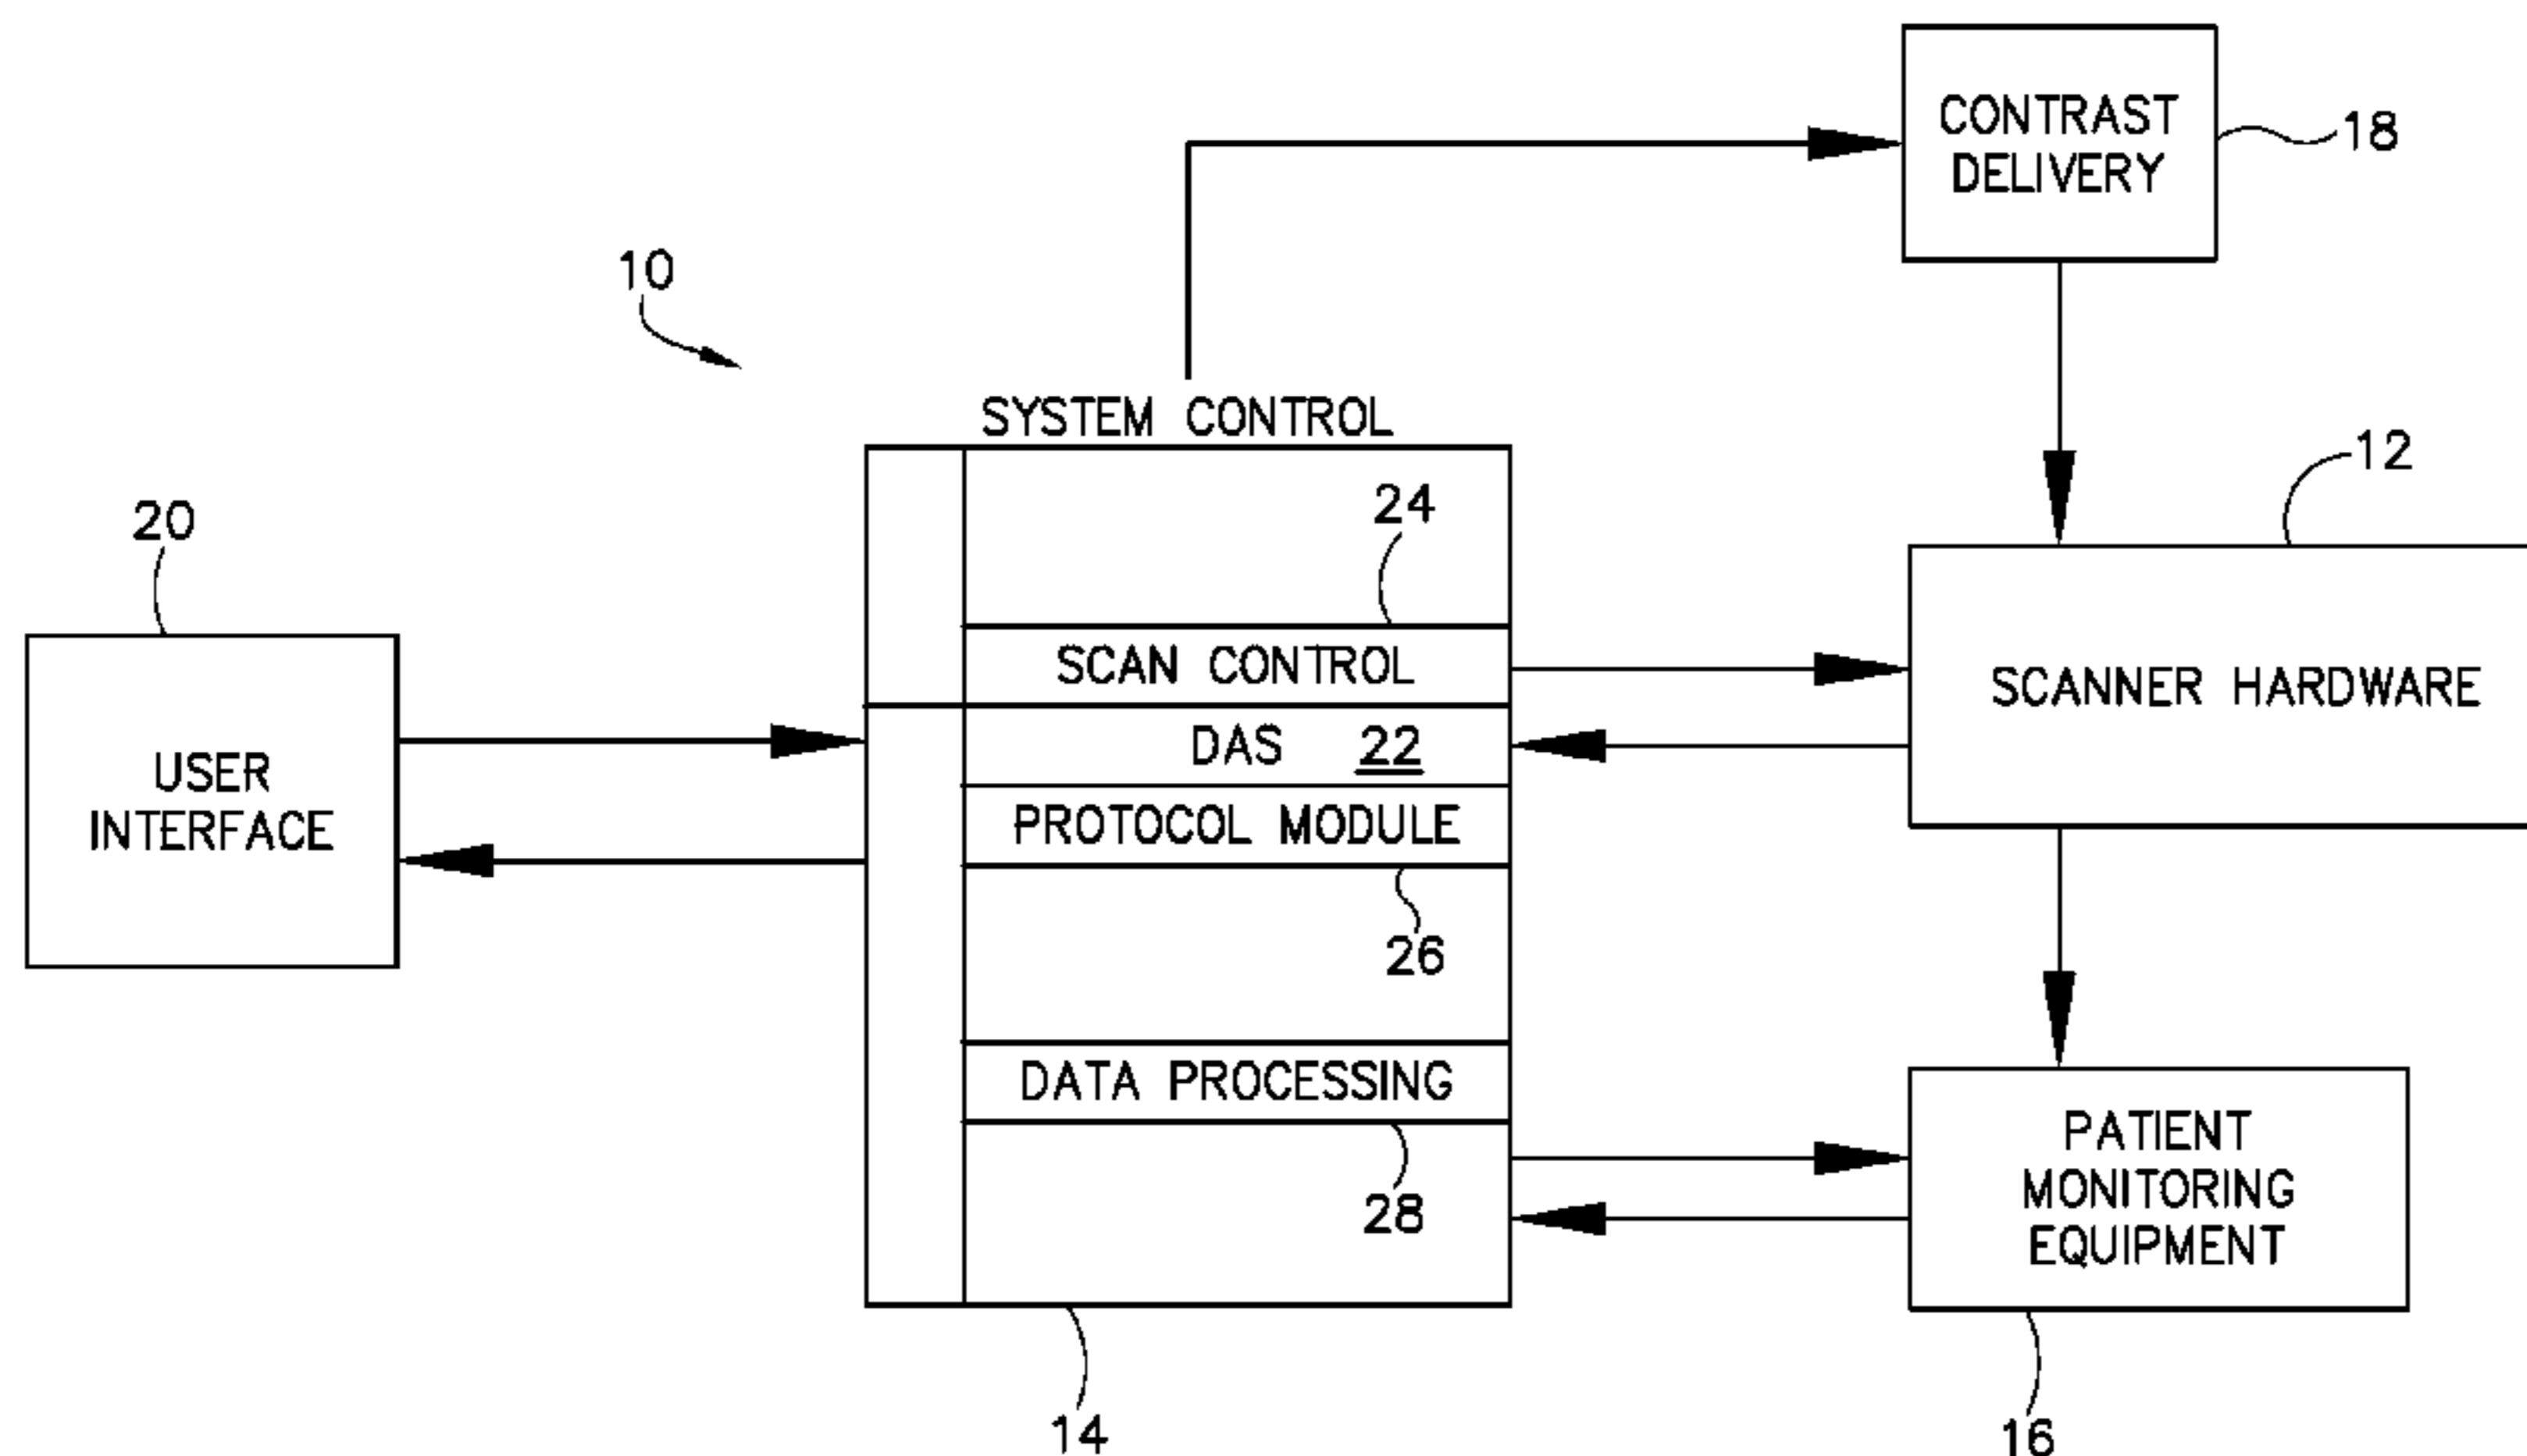 CONTRAST
DELIVERY
18
10
SYSTEM CONTROL
12
24
20
SCAN CONTROL
SCANNER HARDWARE
DAS 22
USER
INTERFACE
PROTOCOL MODULE
26
DATA PROCESSING
28
PATIENT
MONITORING
EQUIPMENT
14
16